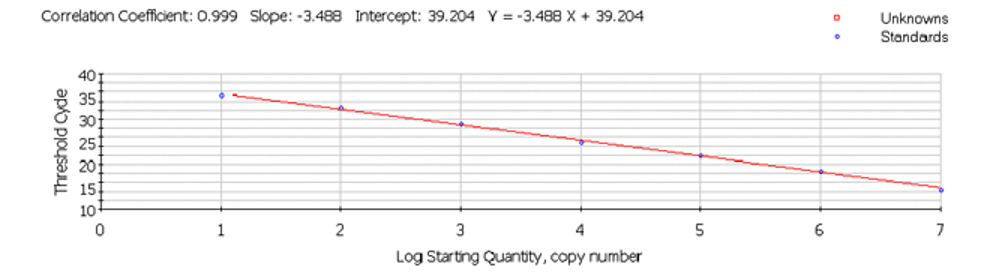 Correlation Coefficient: 0.999 Slope: -3.488 Intercept: 39.204 Y = -3.488 X + 39.204
Unknowns
Standards
Threshold Cycle
40
35
30
25
20
15
10
0 1 2 3 4 5 6 7
Log Starting Quantity, copy number